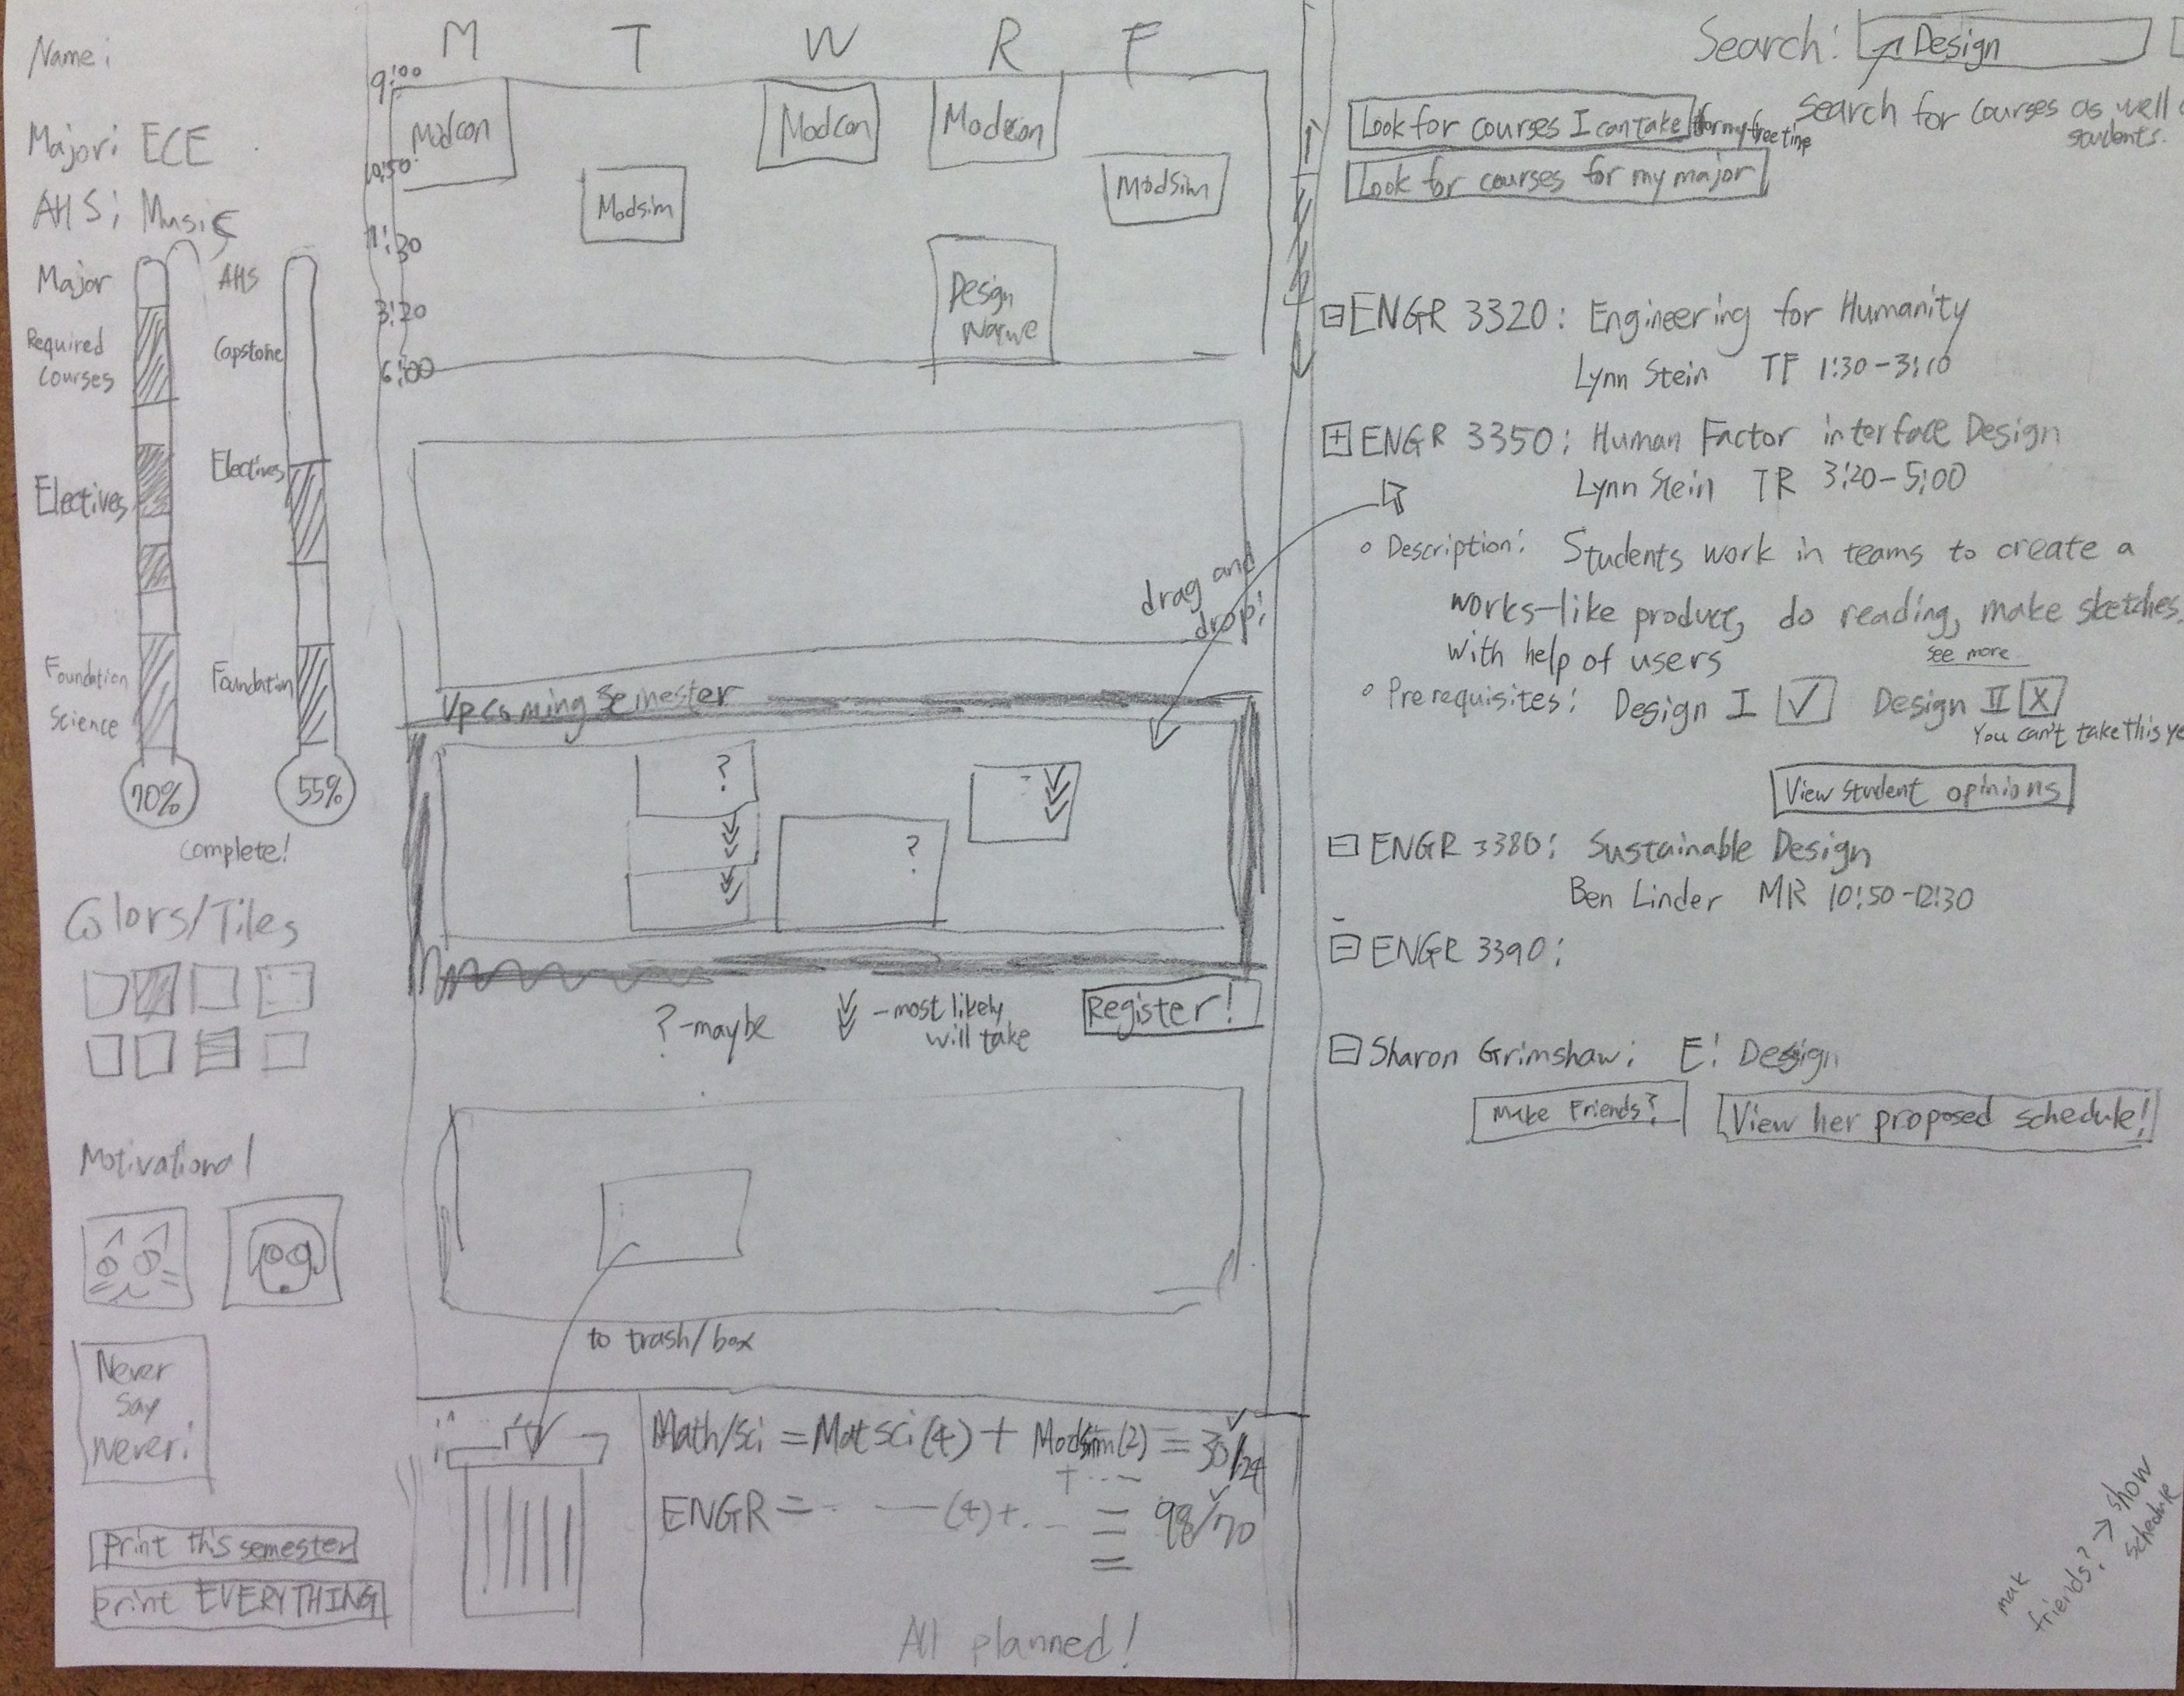 Name:
Major: ECE
AHS: Music
Major
AHS
Required
Courses
Capstone
Electives
Electives
Foundation
Science
Foundation
70%
55%
Complete!
Colors/Tiles
Motivational
Never
Say
Never!
Print this semester
print EVERYTHING
M T W R F
9:00
10:50
11:30
3:20
6:00
Modcon
Modcon
Modcon
Modsim
Modsim
Design
drag and
drop!
Upcoming Semester
?
?
?-maybe
-most likely
will take
Register!
to trash/box
Math/Sci = Matsci(4) + Modsim(2) = 30/24
+ ----
ENGR = - — (4)+.. = 98/70
All planned!
Search: Design
Search for courses as well
students.
Look for courses I can take for my free time
Look for courses for my major
ENGR 3320: Engineering for Humanity
Lynn Stein TF 1:30-3:10
ENGR 3350: Human Factor interface Design
Lynn Stein TR 3:20-5:00
Description: Students work in teams to create a
works-like product, do reading, make sketches
with help of users
see more
Prerequisites: Design I ✓ Design II X
You can't take this ye
View student opinions
ENGR 3380: Sustainable Design
Ben Linder MR 10:50-12:30
ENGR 3390:
Sharon Grimshaw: E: Design
Make Friends?
View her proposed schedule!
mak
friends? -> show
schedule